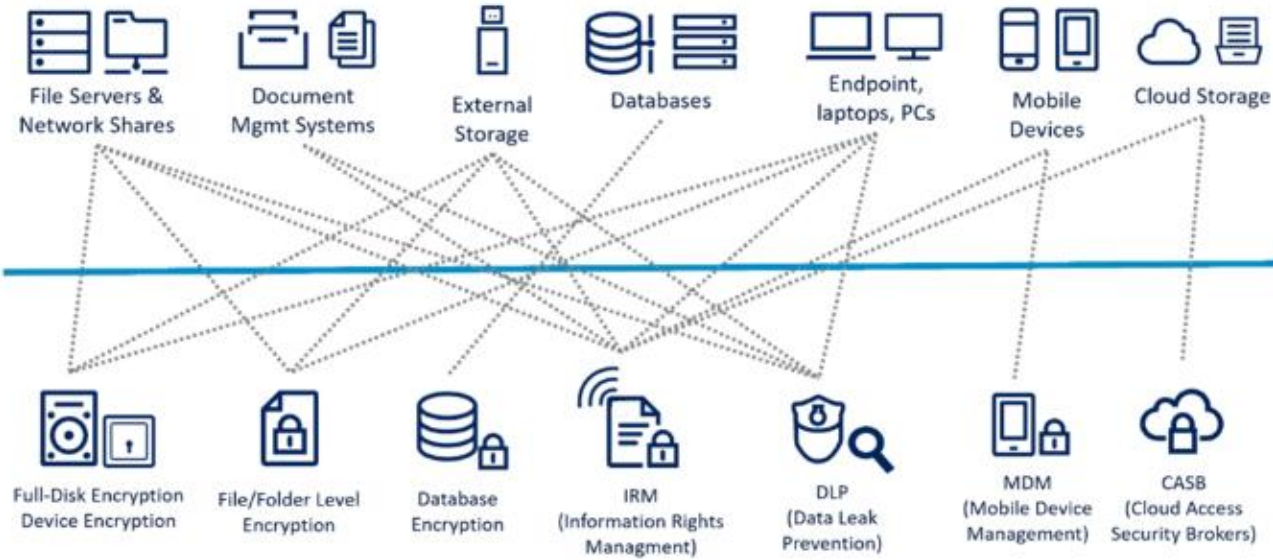 File Servers &
Network Shares
Document
Mgmt Systems
External
Storage
Databases
Endpoint,
laptops, PCs
Mobile
Devices
Cloud Storage
Full-Disk Encryption
Device Encryption
File/Folder Level
Encryption
Database
Encryption
IRM
(Information Rights
Managment)
DLP
(Data Leak
Prevention)
MDM
(Mobile Device
Management)
CASB
(Cloud Access
Security Brokers)